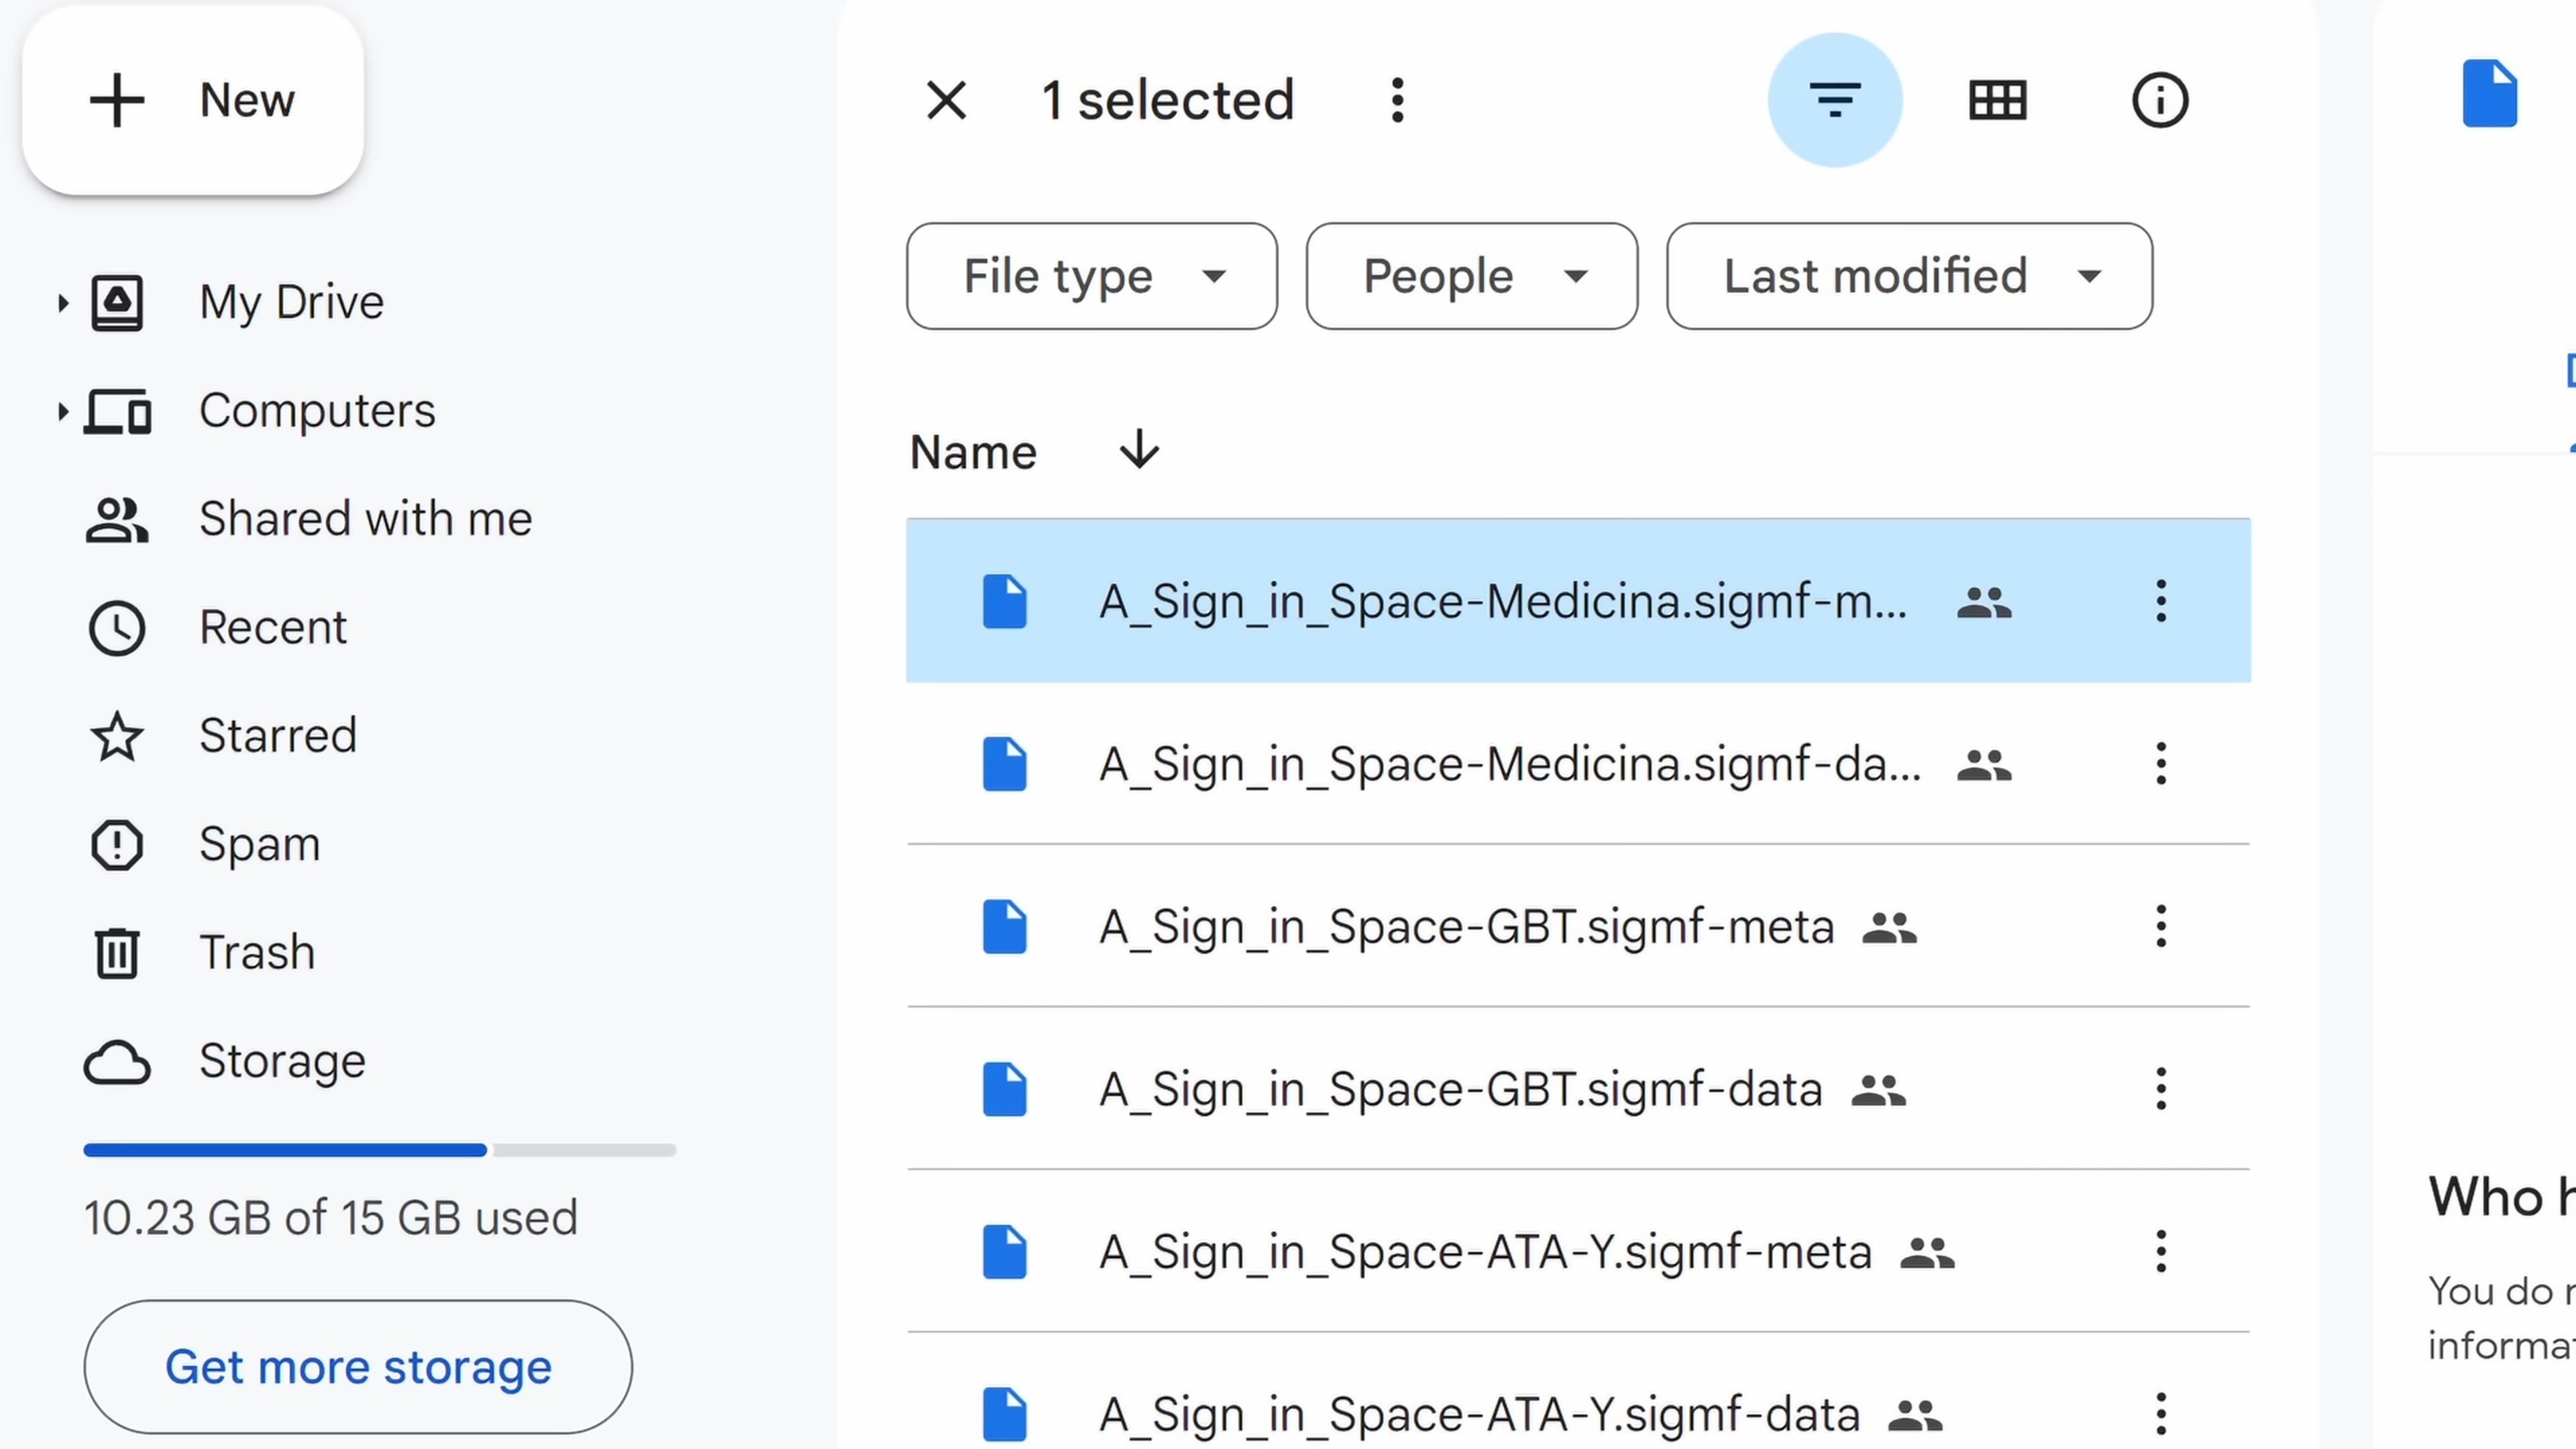 New
My Drive
Computers
Shared with me
Recent
Starred
Spam
Trash
Storage
10.23 GB of 15 GB used
Get more storage
1 selected
File type
People
Last modified
Name
A_Sign_in_Space-Medicina.sigmf-m...
A_Sign_in_Space-Medicina.sigmf-da...
A_Sign_in_Space-GBT.sigmf-meta
A_Sign_in_Space-GBT.sigmf-data
A_Sign_in_Space-ATA-Y.sigmf-meta
A_Sign_in_Space-ATA-Y.sigmf-data
Who
You do